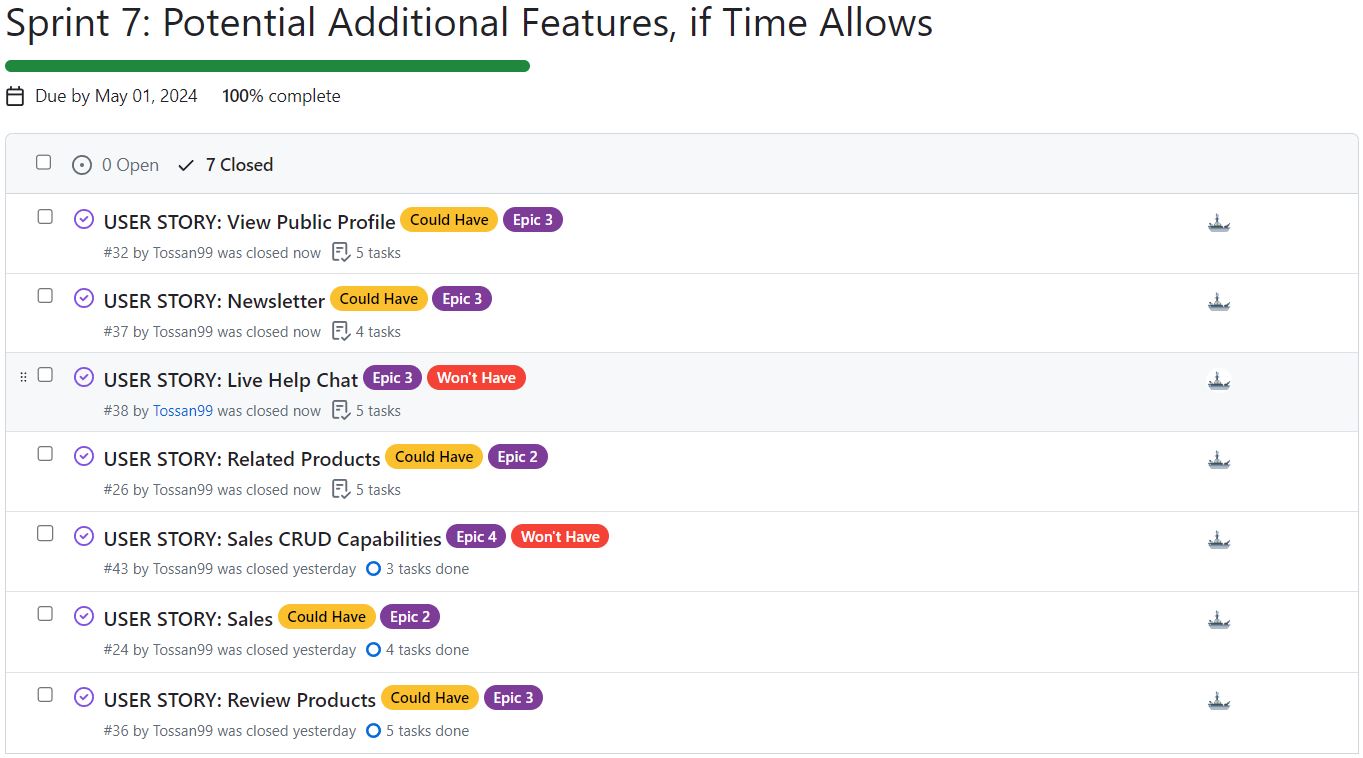 Sprint 7: Potential Additional Features, if Time Allows
Due by May 01, 2024 100% complete
0 Open 7 Closed
USER STORY: View Public Profile Could Have Epic 3
#32 by Tossan99 was closed now 5 tasks
USER STORY: Newsletter Could Have Epic 3
#37 by Tossan99 was closed now 4 tasks
USER STORY: Live Help Chat Epic 3 Won't Have
#38 by Tossan99 was closed now 5 tasks
USER STORY: Related Products Could Have Epic 2
#26 by Tossan99 was closed now 5 tasks
USER STORY: Sales CRUD Capabilities Epic 4 Won't Have
#43 by Tossan99 was closed yesterday 3 tasks done
USER STORY: Sales Could Have Epic 2
#24 by Tossan99 was closed yesterday 4 tasks done
USER STORY: Review Products Could Have Epic 3
#36 by Tossan99 was closed yesterday 5 tasks done